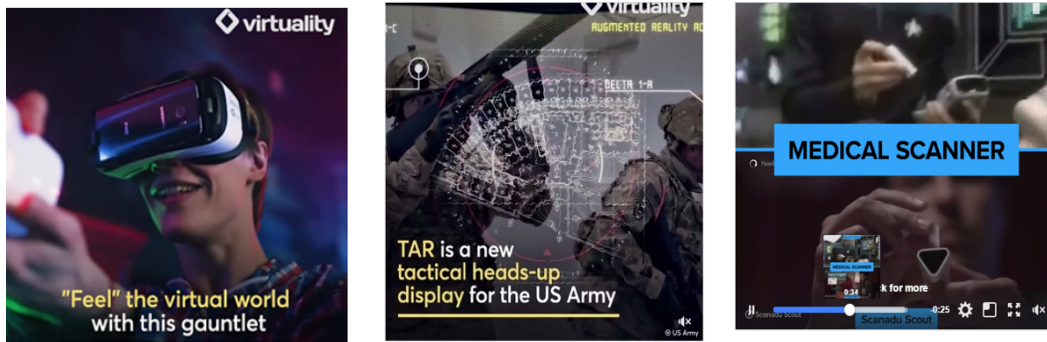 virtuality
"Feel" the virtual world
with this gauntlet
virtuality
AUGMENTED REALITY
DELTA 1-A
TAR is a new
tactical heads-up
display for the US Army
© US Army
MEDICAL SCANNER
MEDICAL SCANNER
0:34
k for more
-0:25
Scanadu Scout
Scanadu Scout